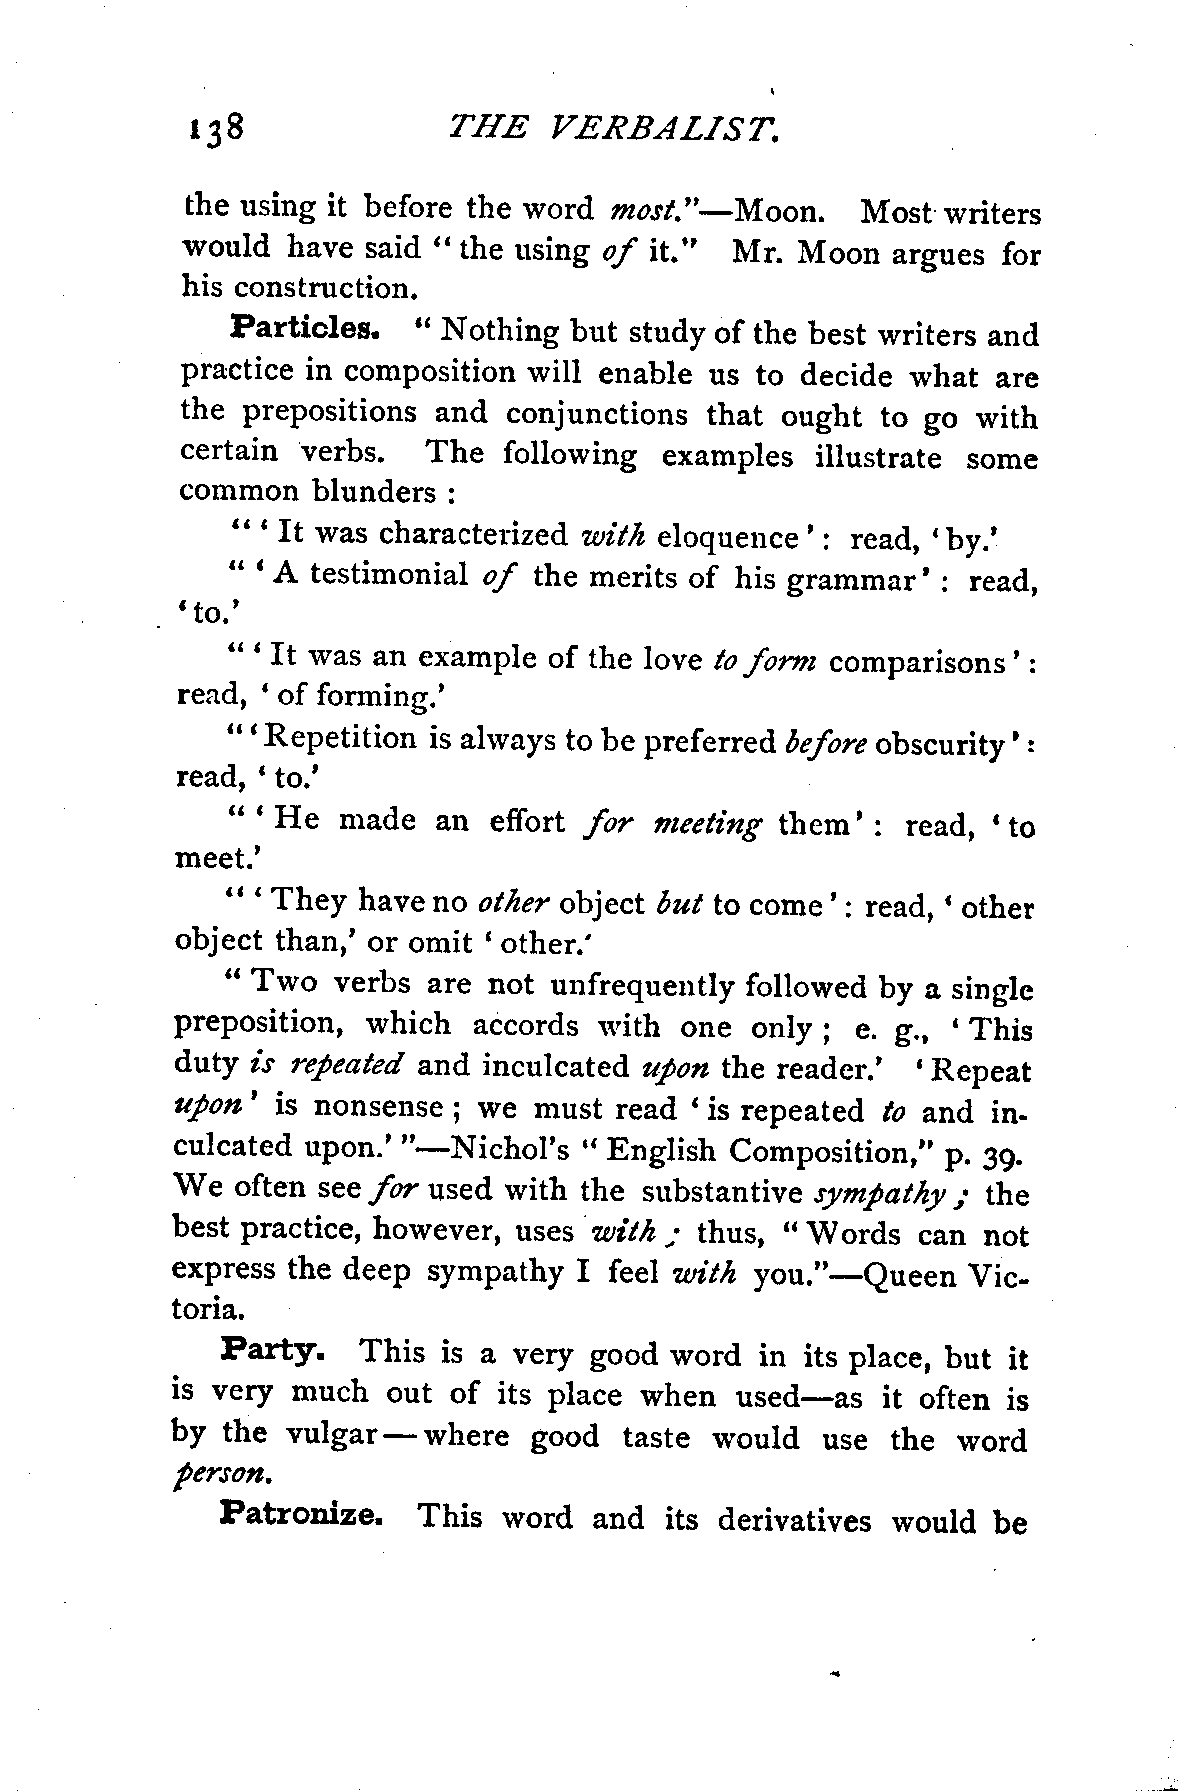 138 THE VERBALIST.
the using it before the word most."—Moon. Most writers
would have said "the using of it." Mr. Moon argues for
his construction.
Particles. "Nothing but study of the best writers and
practice in composition will enable us to decide what are
the prepositions and conjunctions that ought to go with
certain verbs. The following examples illustrate some
common blunders :
"'It was characterized with eloquence': read, 'by.'
"'A testimonial of the merits of his grammar': read,
'to.'
"'It was an example of the love to form comparisons':
read, 'of forming.'
"'Repetition is always to be preferred before obscurity':
read, 'to.'
"'He made an effort for meeting them': read, 'to
meet.'
"'They have no other object but to come': read, 'other
object than,' or omit 'other.'
"Two verbs are not unfrequently followed by a single
preposition, which accords with one only; e. g., 'This
duty is repeated and inculcated upon the reader.' 'Repeat
upon' is nonsense; we must read 'is repeated to and in-
culcated upon.'"—Nichol's "English Composition," p. 39.
We often see for used with the substantive sympathy; the
best practice, however, uses with; thus, "Words can not
express the deep sympathy I feel with you."—Queen Vic-
toria.
Party. This is a very good word in its place, but it
is very much out of its place when used—as it often is
by the vulgar—where good taste would use the word
person.
Patronize. This word and its derivatives would be